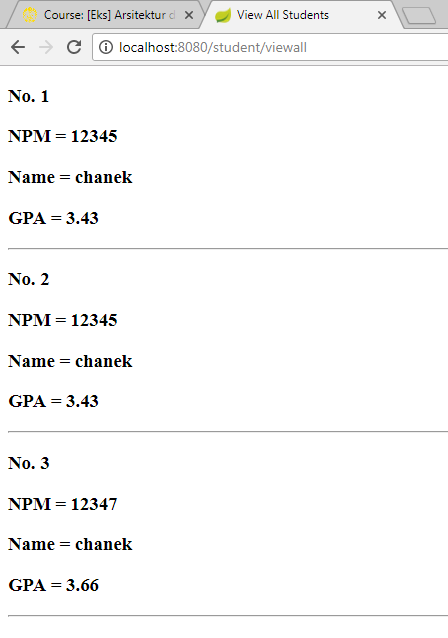 Course: [Eks] Arsitektur d
View All Students
localhost:8080/student/viewall
No. 1
NPM = 12345
Name = chanek
GPA = 3.43
No. 2
NPM = 12345
Name = chanek
GPA = 3.43
No. 3
NPM = 12347
Name = chanek
GPA = 3.66